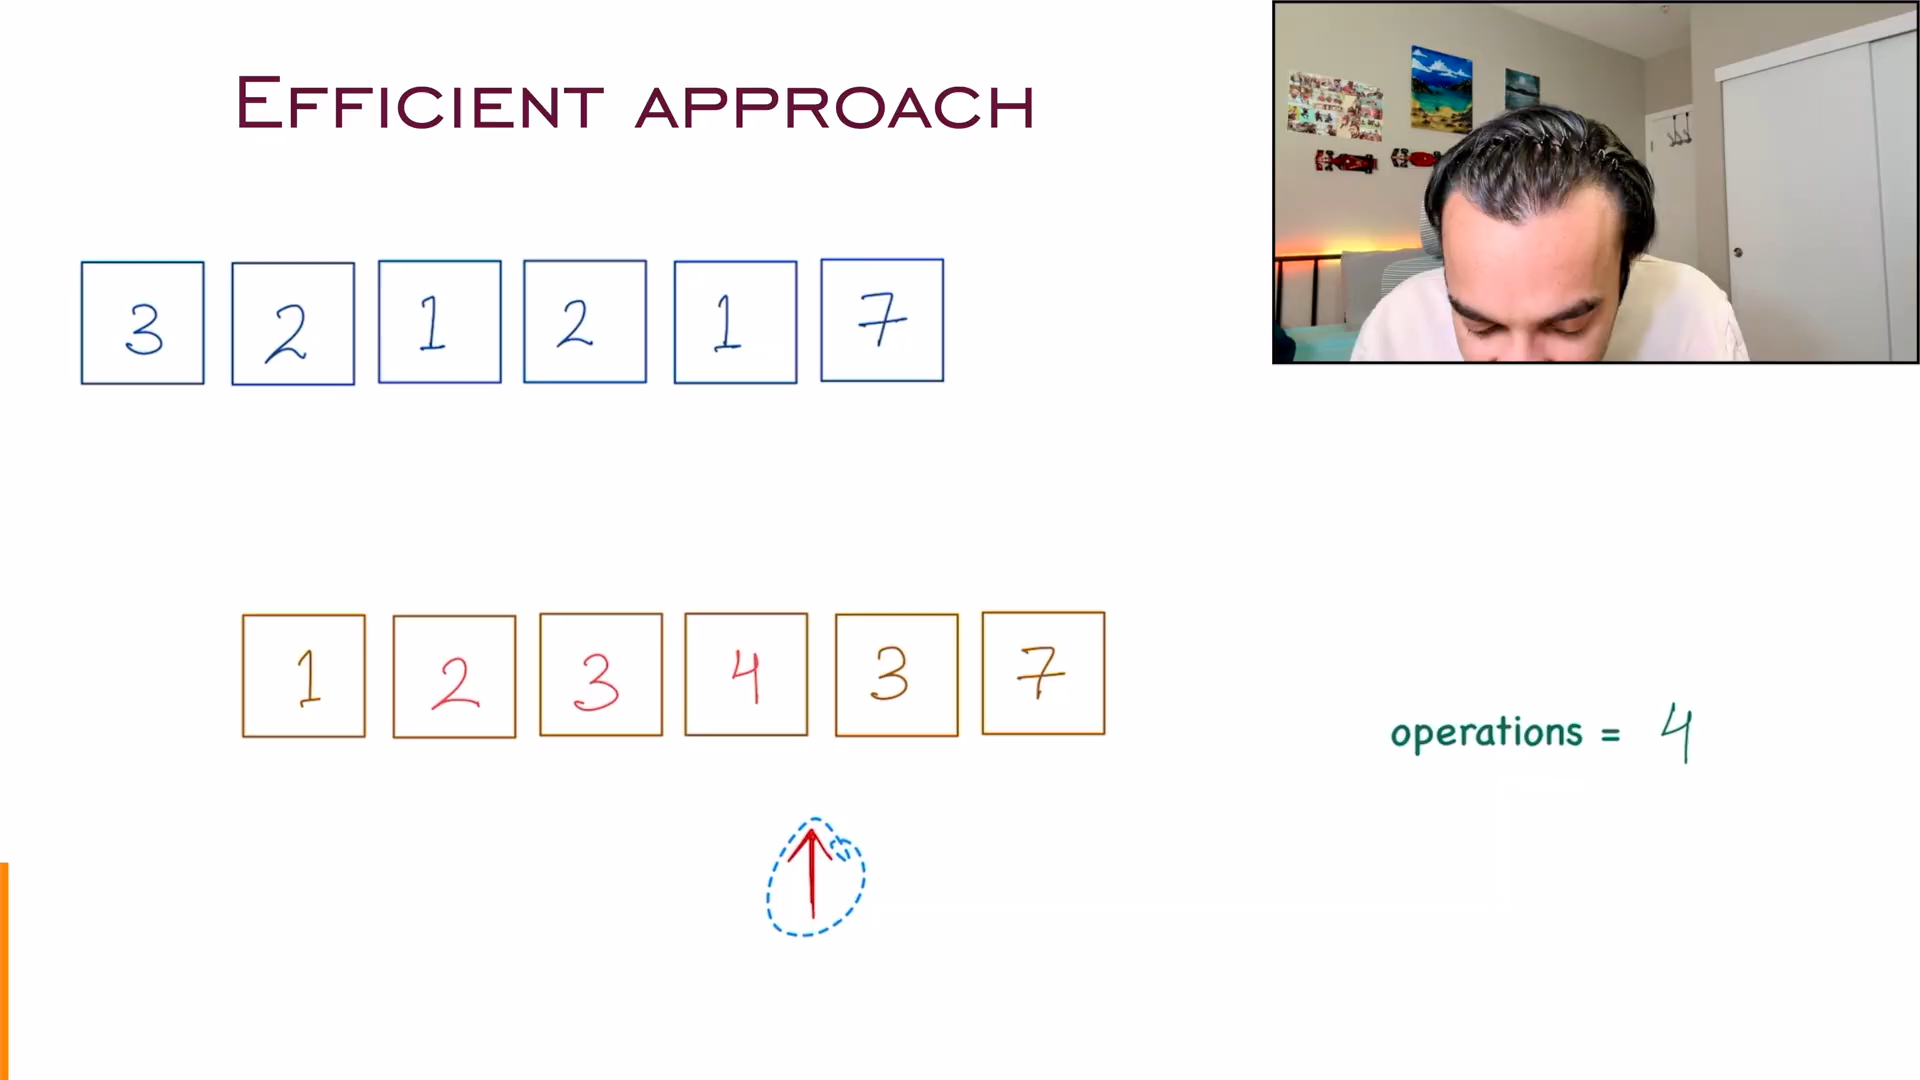 EFFICIENT APPROACH
3 2 1 2 1 7
1 2 3 4 3 7
operations = 4